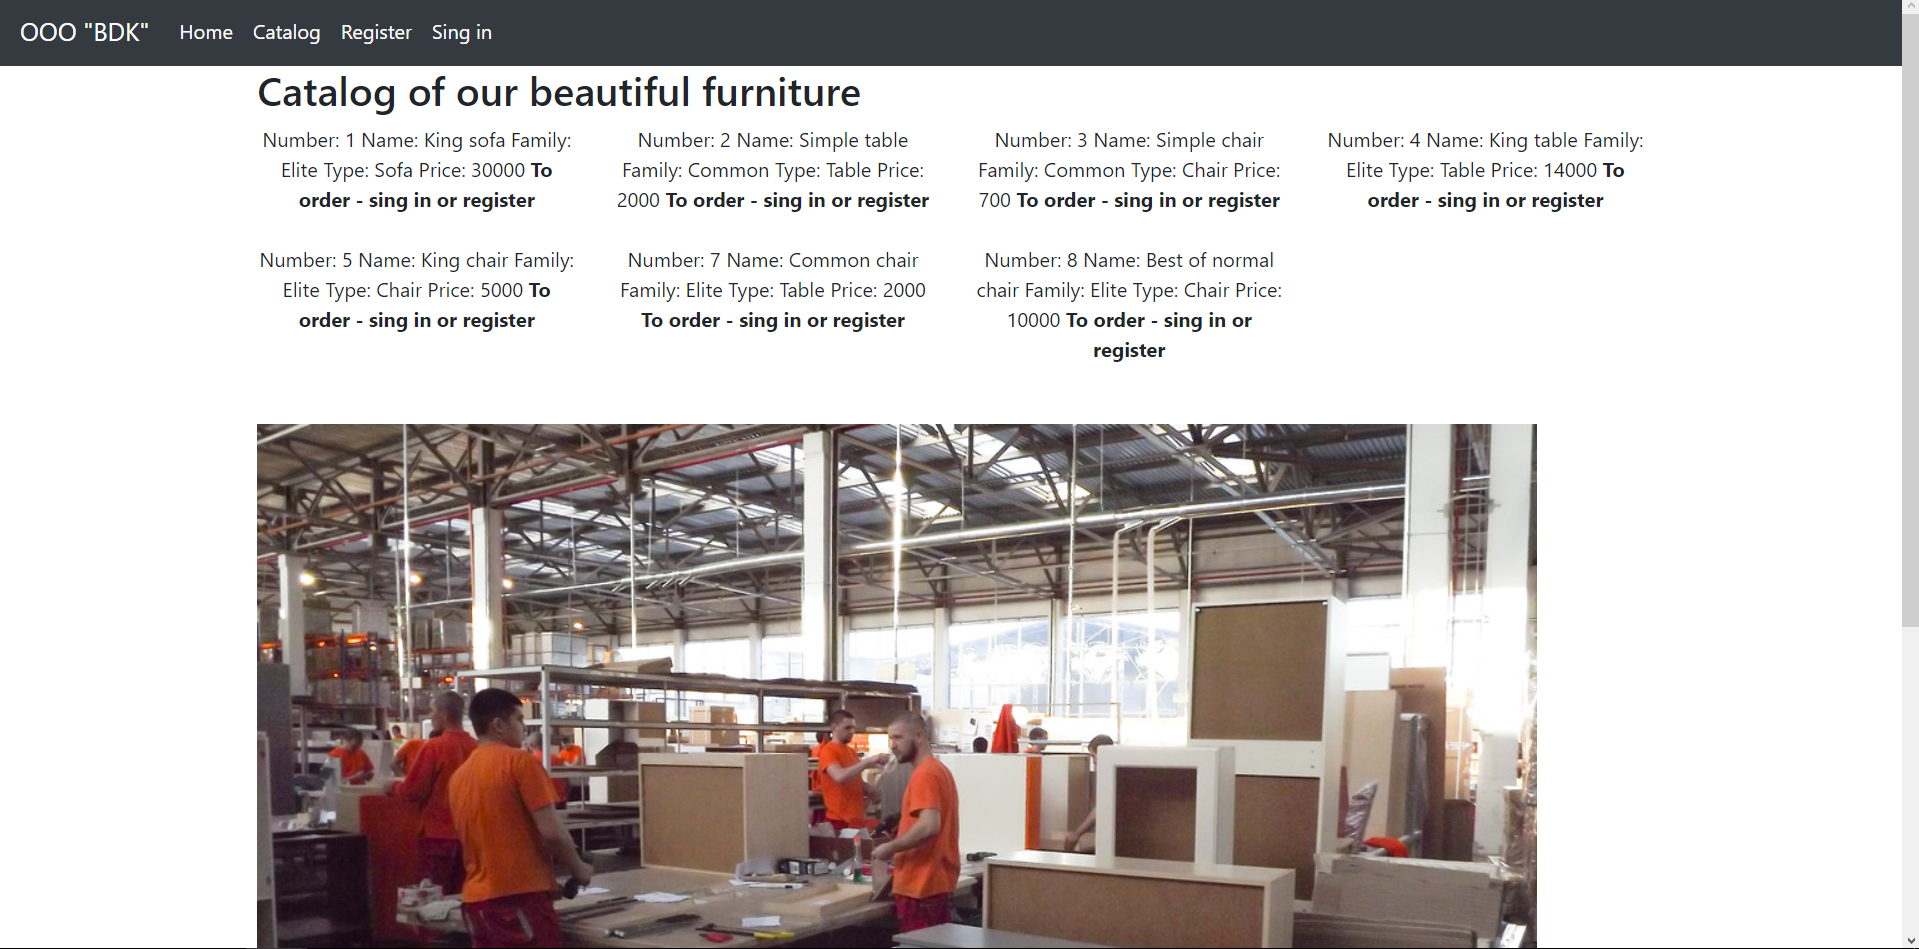 OOO "BDK" Home Catalog Register Sing in
Catalog of our beautiful furniture
Number: 1 Name: King sofa Family:
Elite Type: Sofa Price: 30000 To
order - sing in or register
Number: 2 Name: Simple table
Family: Common Type: Table Price:
2000 To order - sing in or register
Number: 3 Name: Simple chair
Family: Common Type: Chair Price:
700 To order - sing in or register
Number: 4 Name: King table Family:
Elite Type: Table Price: 14000 To
order - sing in or register
Number: 5 Name: King chair Family:
Elite Type: Chair Price: 5000 To
order - sing in or register
Number: 7 Name: Common chair
Family: Elite Type: Table Price: 2000
To order - sing in or register
Number: 8 Name: Best of normal
chair Family: Elite Type: Chair Price:
10000 To order - sing in or
register